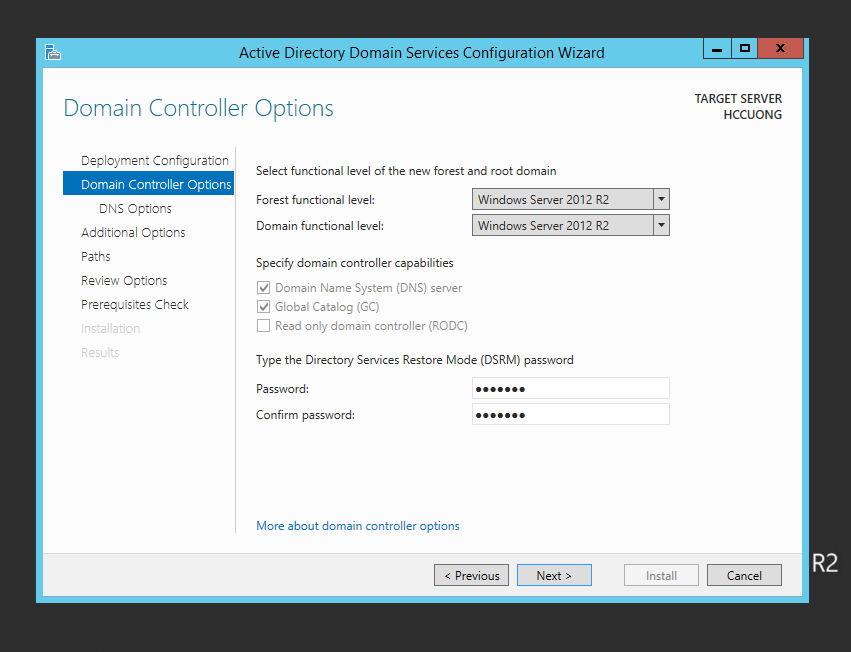 Active Directory Domain Services Configuration Wizard
Domain Controller Options
TARGET SERVER
HCCUONG
Deployment Configuration
Domain Controller Options
DNS Options
Additional Options
Paths
Review Options
Prerequisites Check
Installation
Results
Select functional level of the new forest and root domain
Forest functional level: Windows Server 2012 R2
Domain functional level: Windows Server 2012 R2
Specify domain controller capabilities
Domain Name System (DNS) server
Global Catalog (GC)
Read only domain controller (RODC)
Type the Directory Services Restore Mode (DSRM) password
Password: •••••••
Confirm password: •••••••
More about domain controller options
< Previous Next > Install Cancel
R2